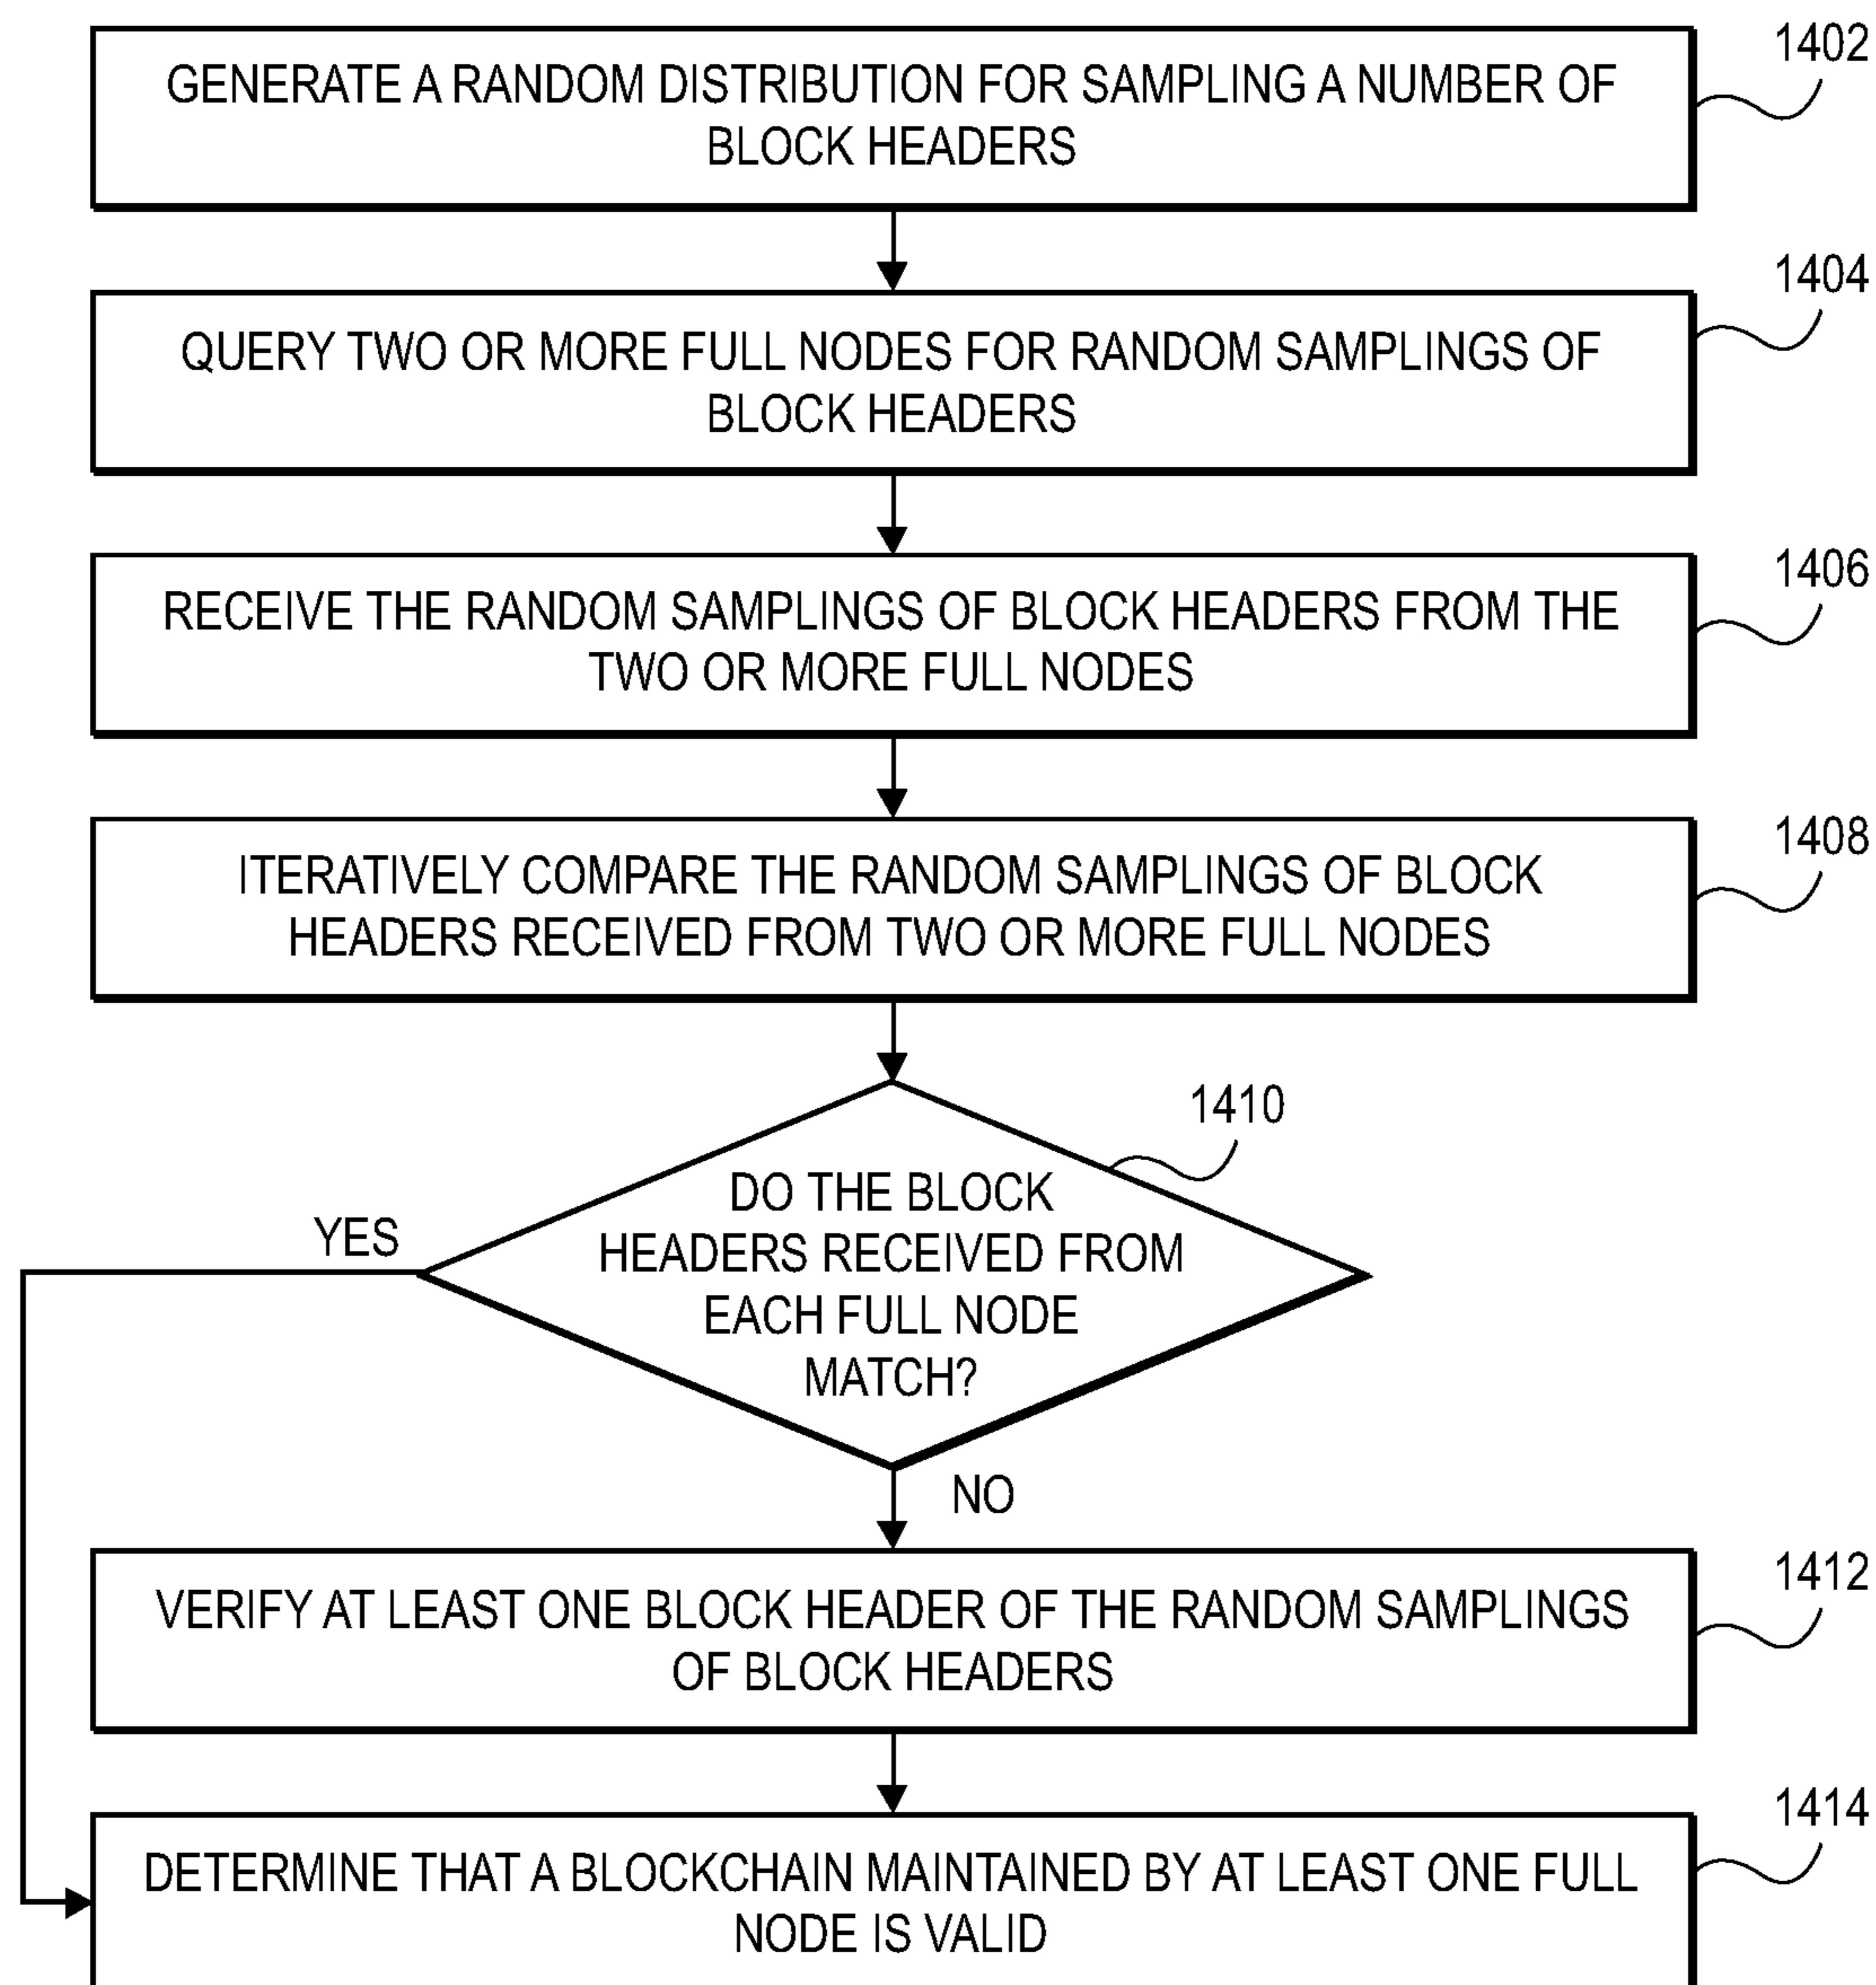 1402
GENERATE A RANDOM DISTRIBUTION FOR SAMPLING A NUMBER OF
BLOCK HEADERS
1404
QUERY TWO OR MORE FULL NODES FOR RANDOM SAMPLINGS OF
BLOCK HEADERS
1406
RECEIVE THE RANDOM SAMPLINGS OF BLOCK HEADERS FROM THE
TWO OR MORE FULL NODES
1408
ITERATIVELY COMPARE THE RANDOM SAMPLINGS OF BLOCK
HEADERS RECEIVED FROM TWO OR MORE FULL NODES
1410
DO THE BLOCK
HEADERS RECEIVED FROM
EACH FULL NODE
MATCH?
YES
NO
1412
VERIFY AT LEAST ONE BLOCK HEADER OF THE RANDOM SAMPLINGS
OF BLOCK HEADERS
1414
DETERMINE THAT A BLOCKCHAIN MAINTAINED BY AT LEAST ONE FULL
NODE IS VALID